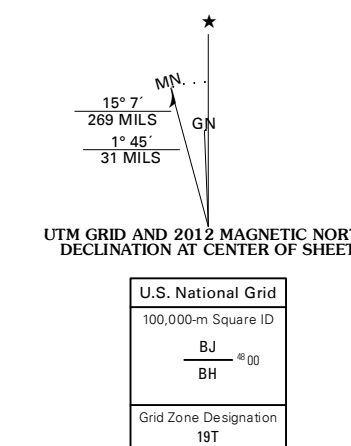 ★
MN
15° 7´
269 MILS
GN
1° 45´
31 MILS
UTM GRID AND 2012 MAGNETIC NOR
DECLINATION AT CENTER OF SHEET
U.S. National Grid
100,000-m Square ID
BJ
48 00
BH
Grid Zone Designation
19T